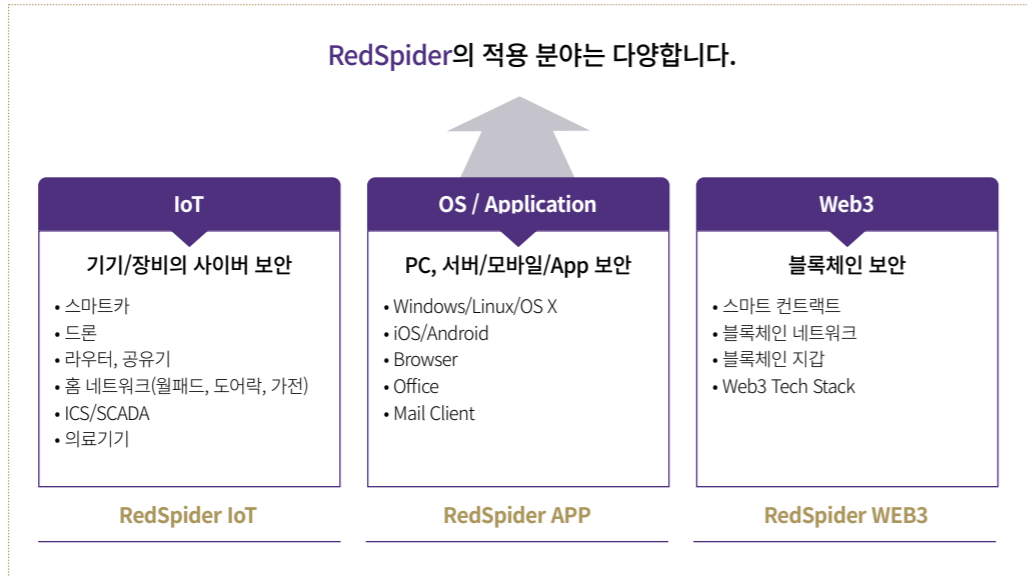 RedSpider의 적용 분야는 다양합니다.
IoT
기기/장비의 사이버 보안
• 스마트카
• 드론
• 라우터, 공유기
• 홈 네트워크(월패드, 도어락, 가전)
• ICS/SCADA
• 의료기기
RedSpider IoT
OS / Application
PC, 서버/모바일/App 보안
• Windows/Linux/OS X
• iOS/Android
• Browser
• Office
• Mail Client
RedSpider APP
Web3
블록체인 보안
• 스마트 컨트랙트
• 블록체인 네트워크
• 블록체인 지갑
• Web3 Tech Stack
RedSpider WEB3